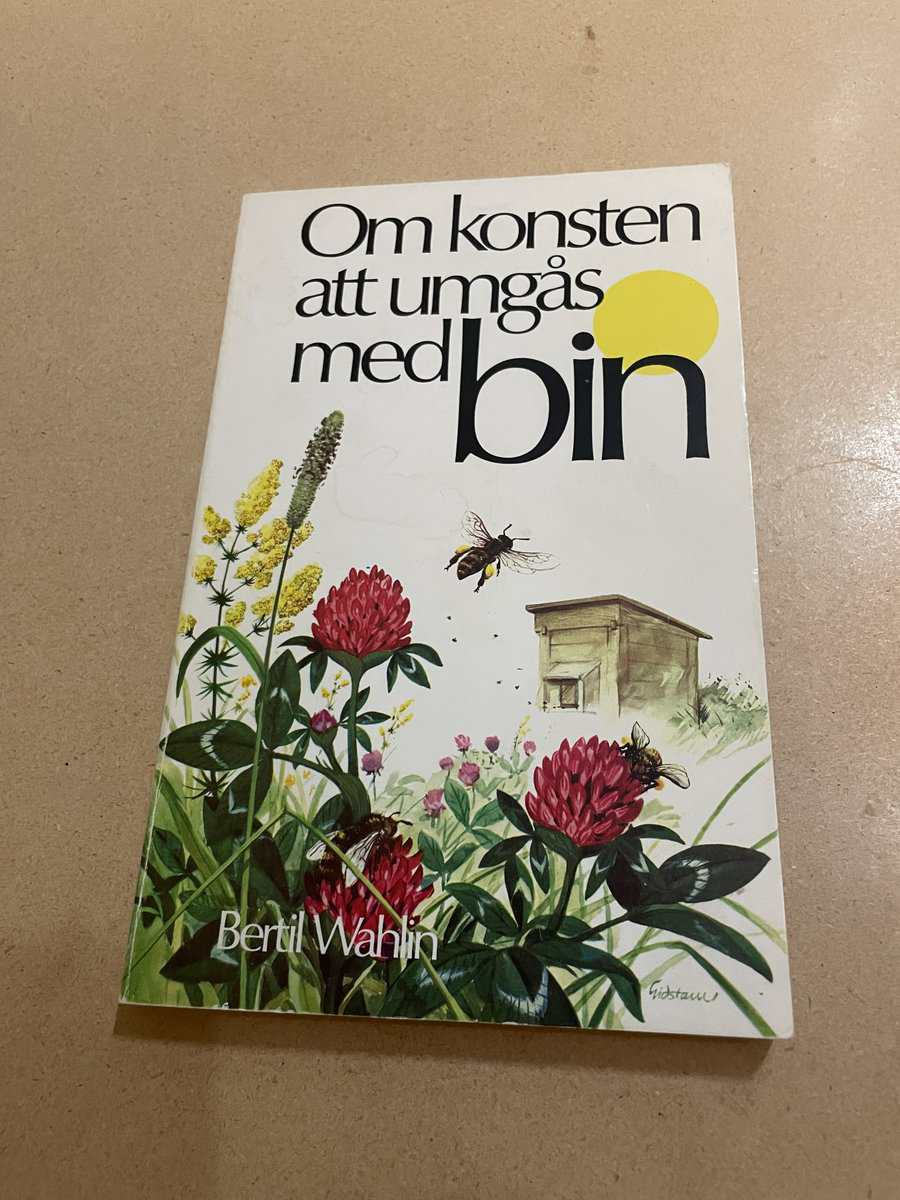 Om konsten
att umgås
med bin
Bertil Wahlin